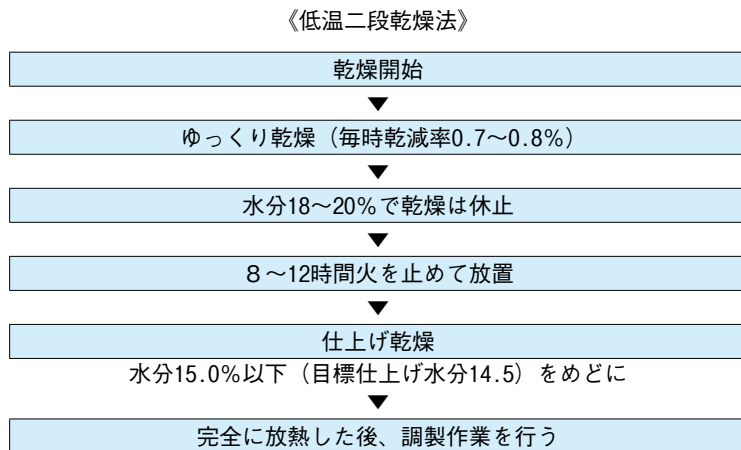 《低温二段乾燥法》
乾燥開始
▼
ゆっくり乾燥（毎時乾減率0.7～0.8%）
▼
水分18～20%で乾燥は休止
▼
８～12時間火を止めて放置
▼
仕上げ乾燥
水分15.0%以下（目標仕上げ水分14.5）をめどに
▼
完全に放熱した後、調製作業を行う